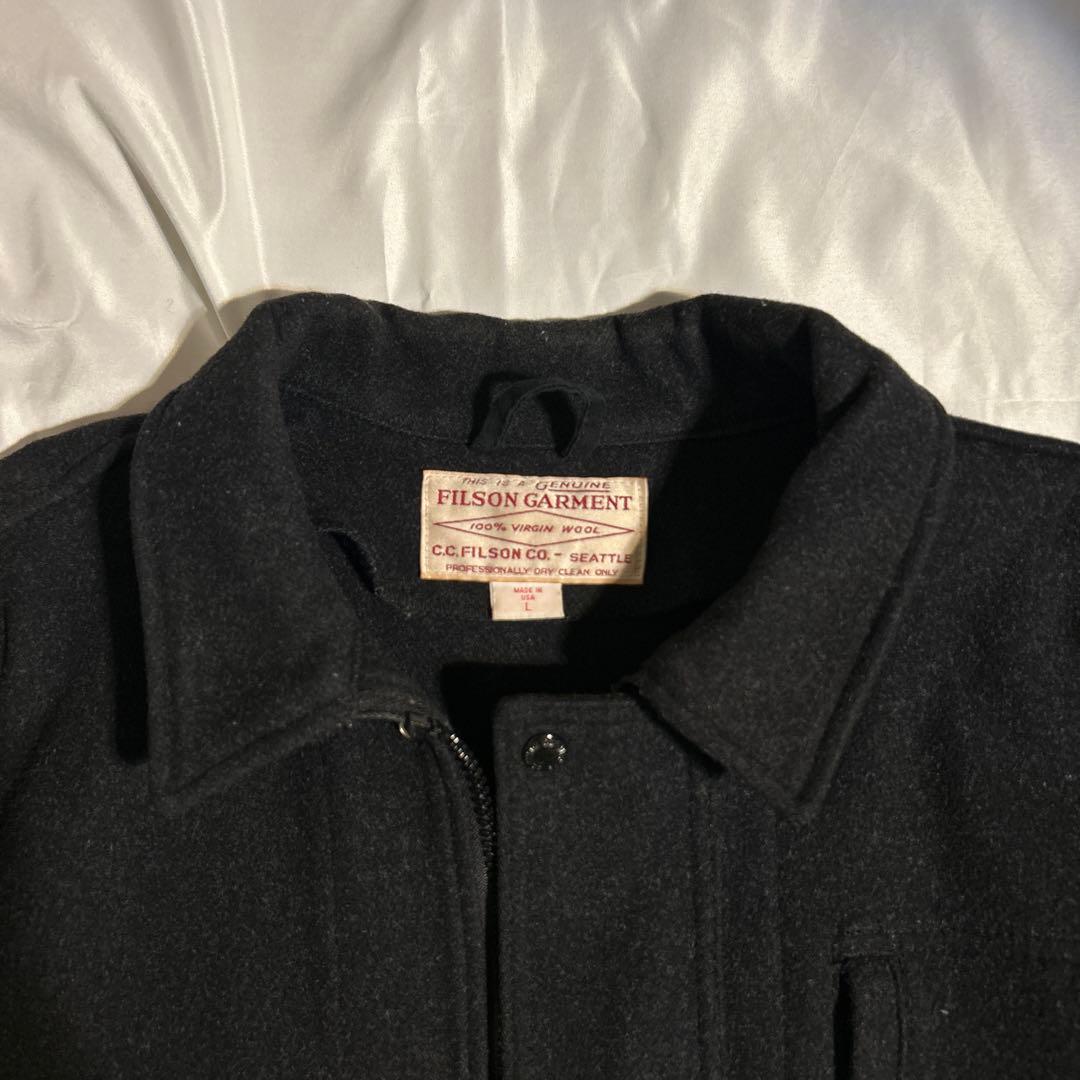 THIS IS A GENUINE
FILSON GARMENT
100% VIRGIN WOOL
C.C. FILSON CO. - SEATTLE
PROFESSIONALLY DRY CLEAN ONLY
MADE IN
USA
L